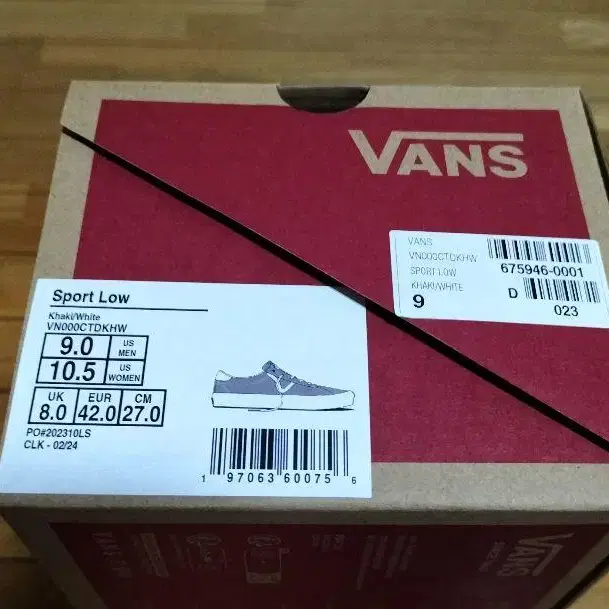 VANS
VANS
VN000CTDKHW
SPORT LOW
KHAKI/WHITE
9
675946-0001
D
023
Sport Low
Khaki/White
VN000CTDKHW
9.0 US MEN
10.5 US WOMEN
UK 8.0 EUR 42.0 CM 27.0
PO#202310LS
CLK - 02/24
1 97063 60075 6
VANS